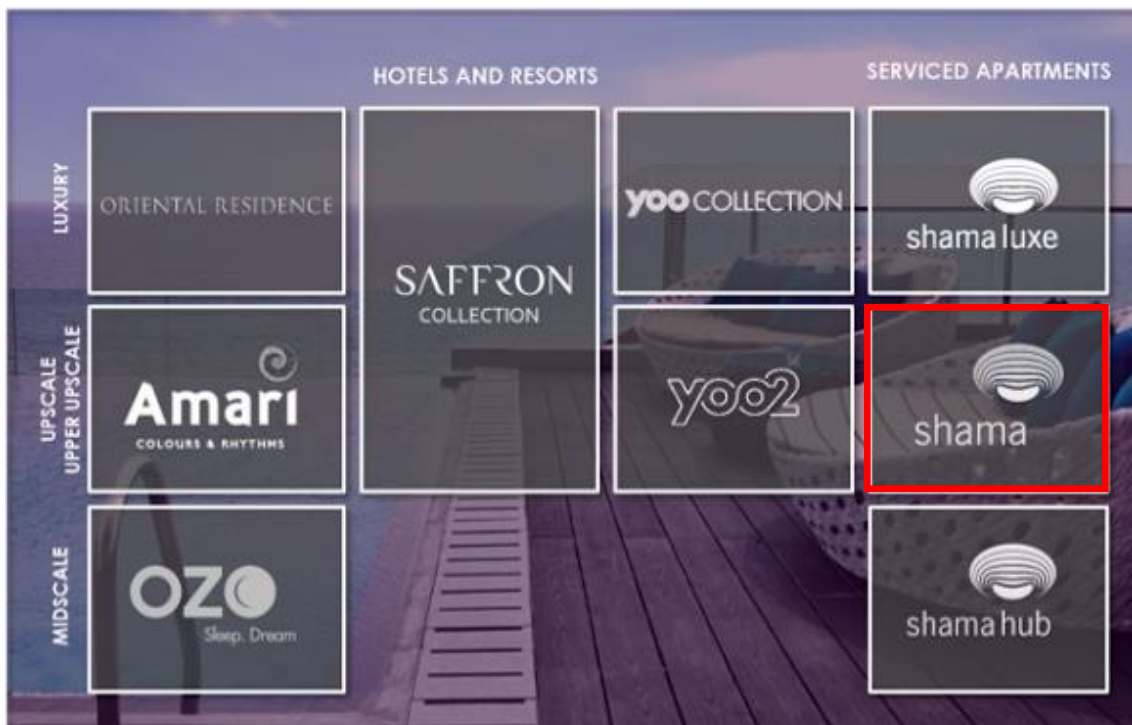 HOTELS AND RESORTS
SERVICED APARTMENTS
LUXURY
ORIENTAL RESIDENCE
SAFFRON
COLLECTION
yoo COLLECTION
shama luxe
UPSCALE
UPPER UPSCALE
Amari
COLOURS & RHYTHMS
yoo2
shama
MIDSCALE
OZO
Sleep. Dream
shama hub